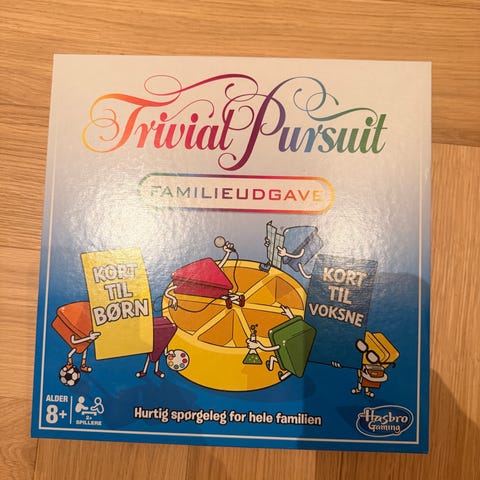 Trivial Pursuit
FAMILIEUDGAVE
KORT
TIL
BØRN
KORT
TIL
VOKSNE
ALDER
8+
2+
SPILLERE
Hurtig spørgeleg for hele familien
Hasbro
Gaming